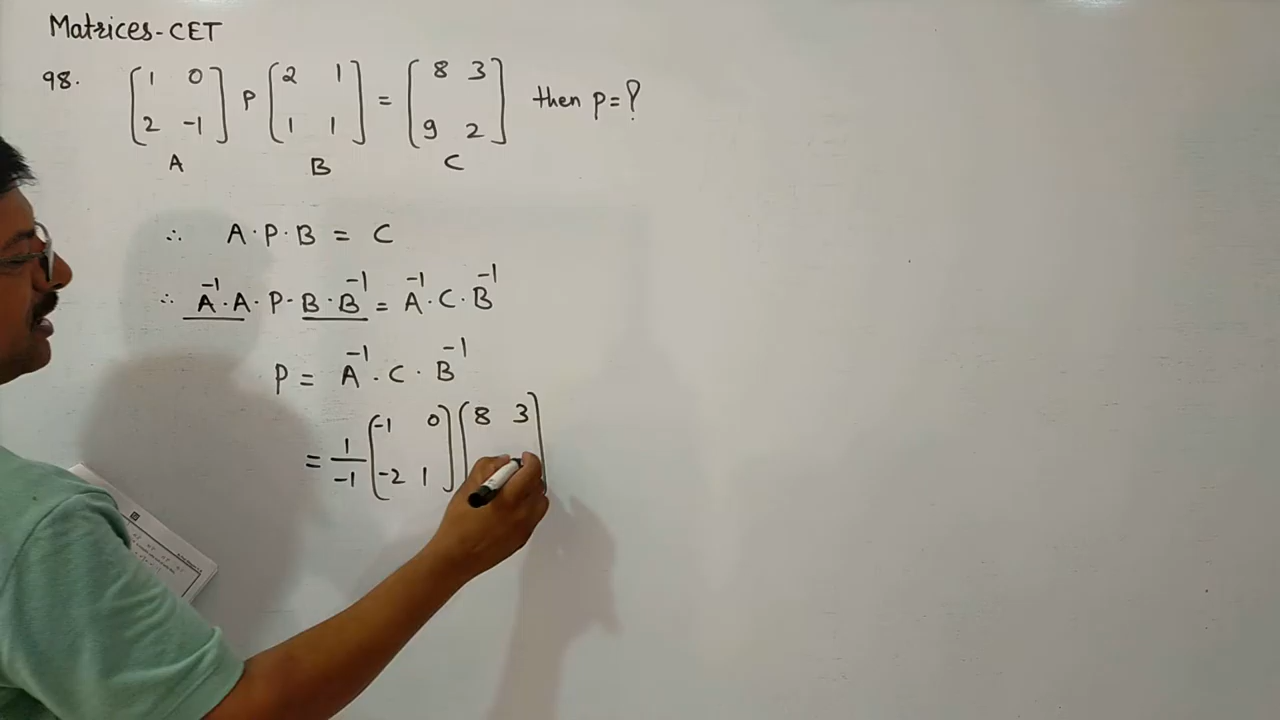 Matrices-CET
98. [1 0 2 -1] P [2 1 1 1] = [8 3 9 2] then P=?
A B C
∴ A·P·B = C
∴ A⁻¹·A·P·B·B⁻¹ = A⁻¹·C·B⁻¹
P = A⁻¹·C·B⁻¹
= 1/-1 [-1 0 -2 1] [8 3